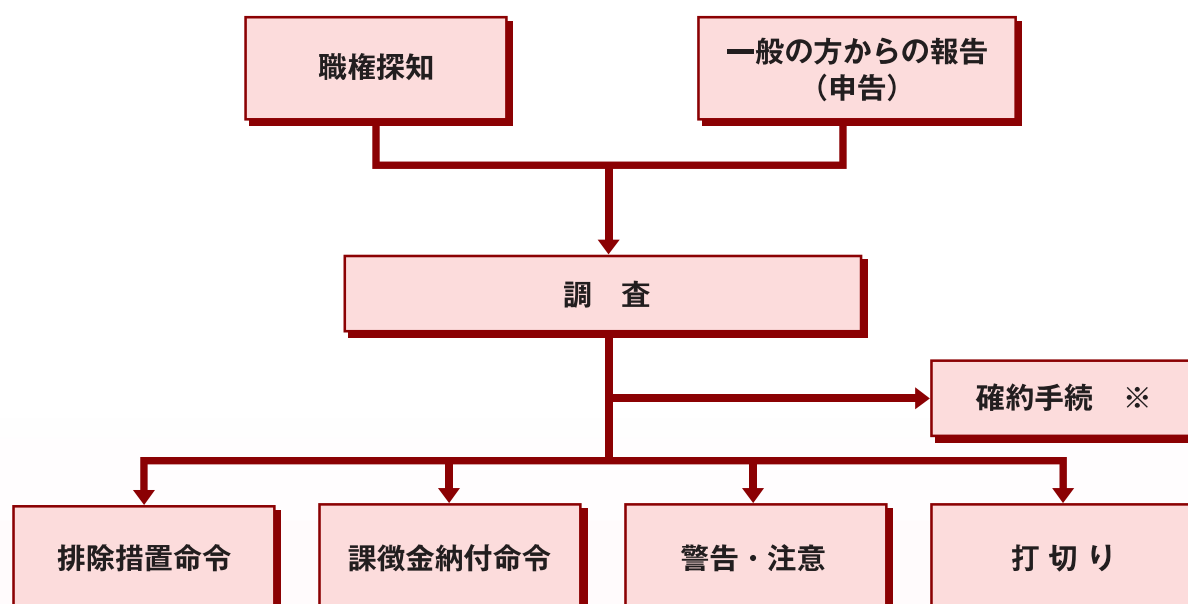 職権探知
一般の方からの報告
（申告）
調　査
確約手続　※
排除措置命令
課徴金納付命令
警告・注意
打 切 り